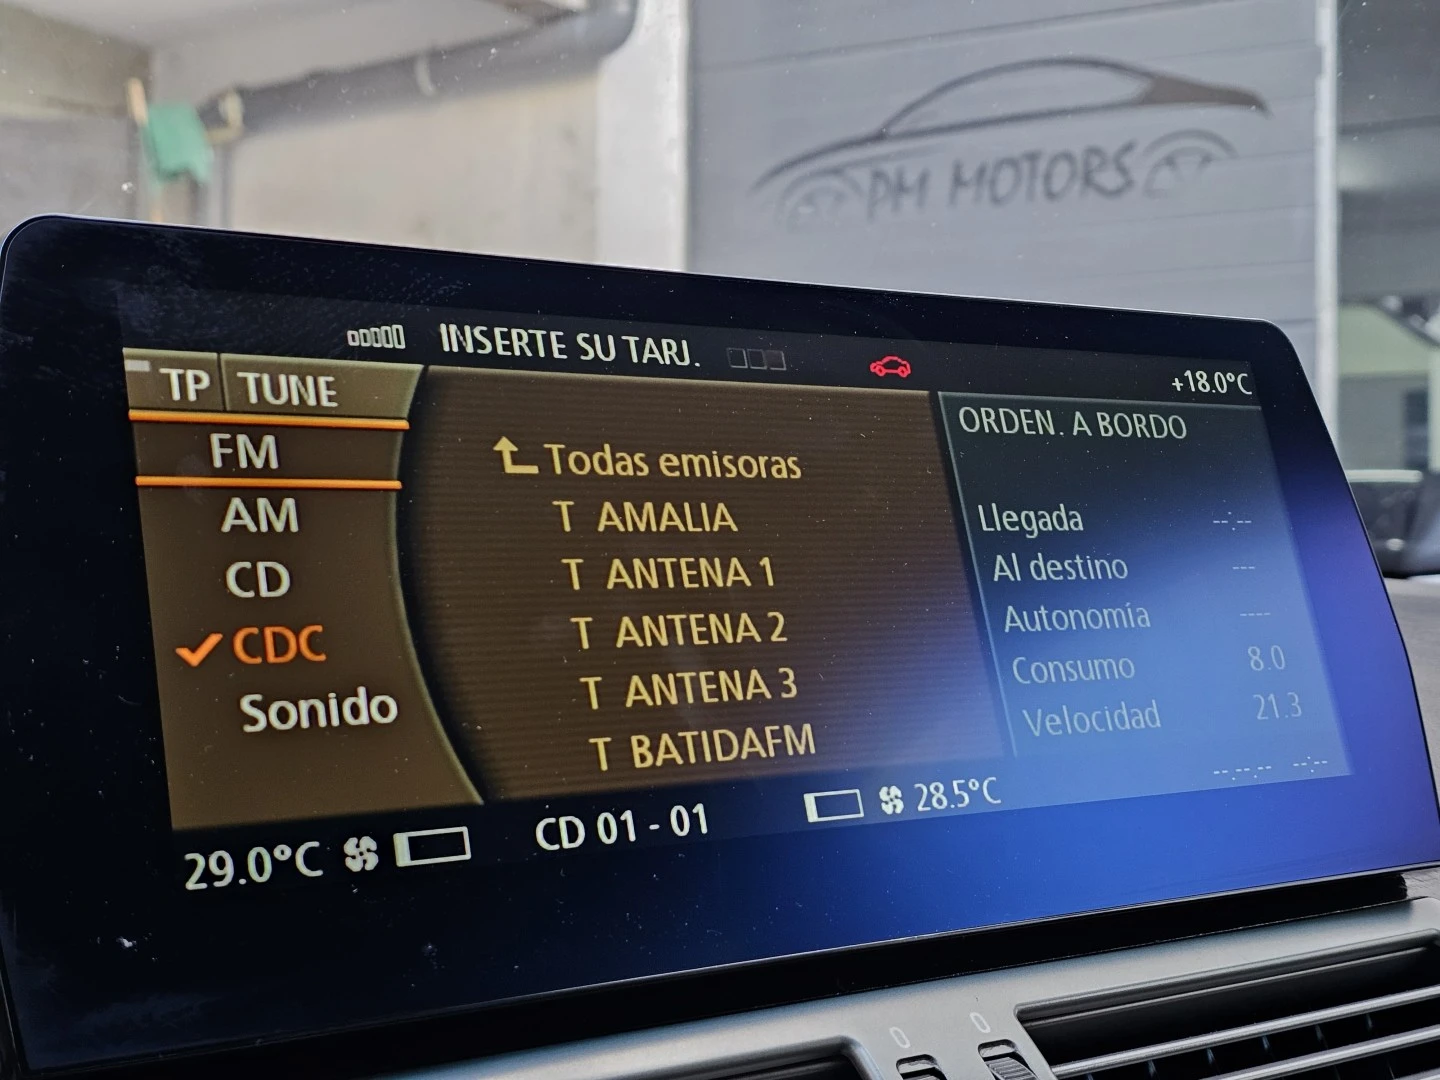 PM MOTORS
INSERTE SU TARJ.
+18.0°C
TP TUNE
FM
AM
CD
CDC
Sonido
Todas emisoras
T AMALIA
T ANTENA 1
T ANTENA 2
T ANTENA 3
T BATIDAFM
ORDEN. A BORDO
Llegada --:--
Al destino ---
Autonomía ----
Consumo 8.0
Velocidad 21.3
--.--.-- --:--
29.0°C
CD 01 - 01
28.5°C
0 0